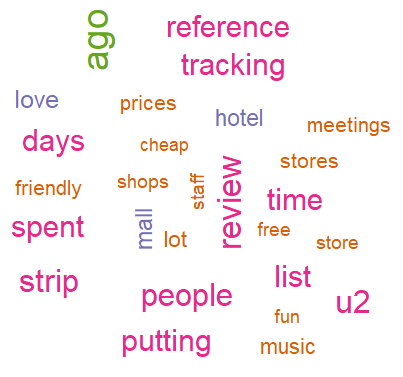 ago
reference
tracking
love
prices
hotel
meetings
days
cheap
stores
friendly
shops
staff
review
time
spent
mall
lot
free
store
strip
people
list
u2
fun
putting
music